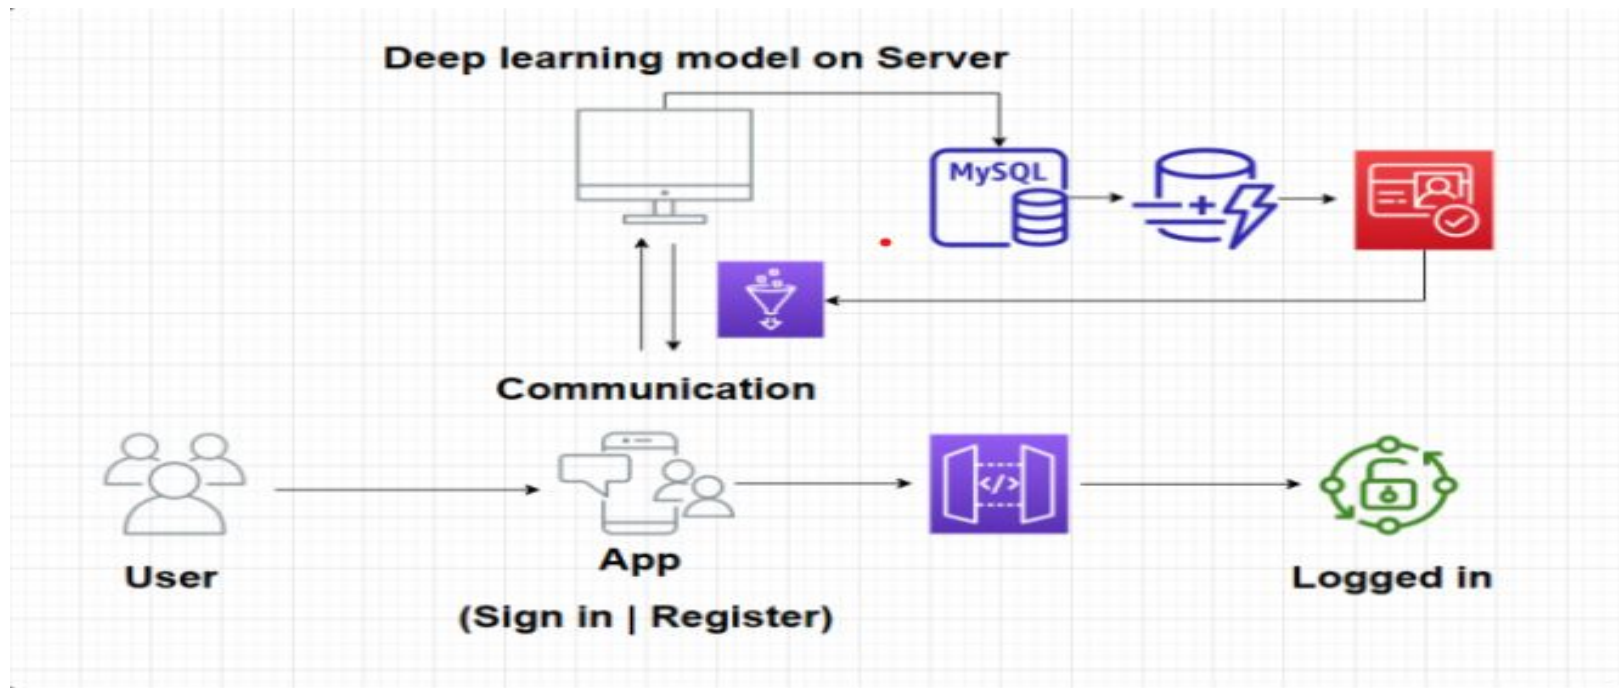 Deep learning model on Server
MySQL
Communication
</>
User
App
(Sign in | Register)
Logged in